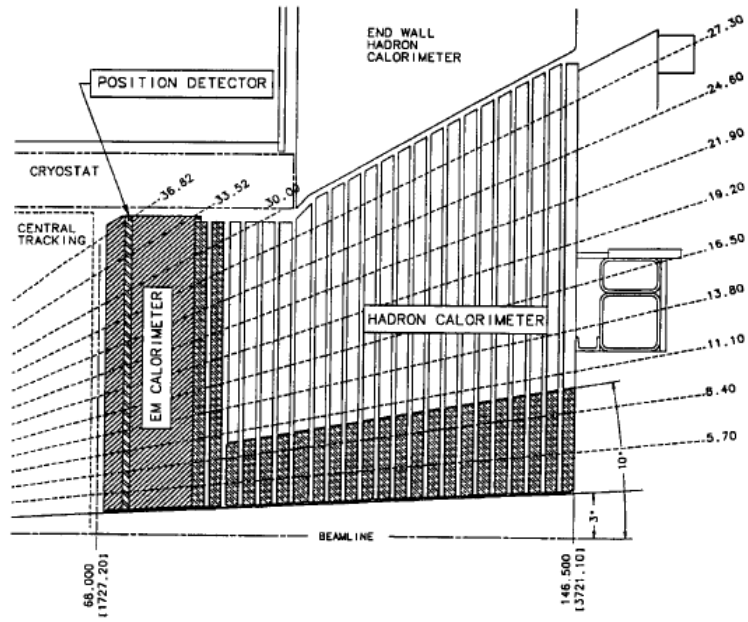 END WALL
HADRON
CALORIMETER
27.30
POSITION DETECTOR
24.60
21.90
CRYOSTAT
36.82
33.52
30.00
19.20
CENTRAL
TRACKING
16.50
EM CALORIMETER
HADRON CALORIMETER
13.80
11.10
8.40
5.70
10°
3°
BEAMLINE
68.000
[1727.20]
146.500
[3721.10]